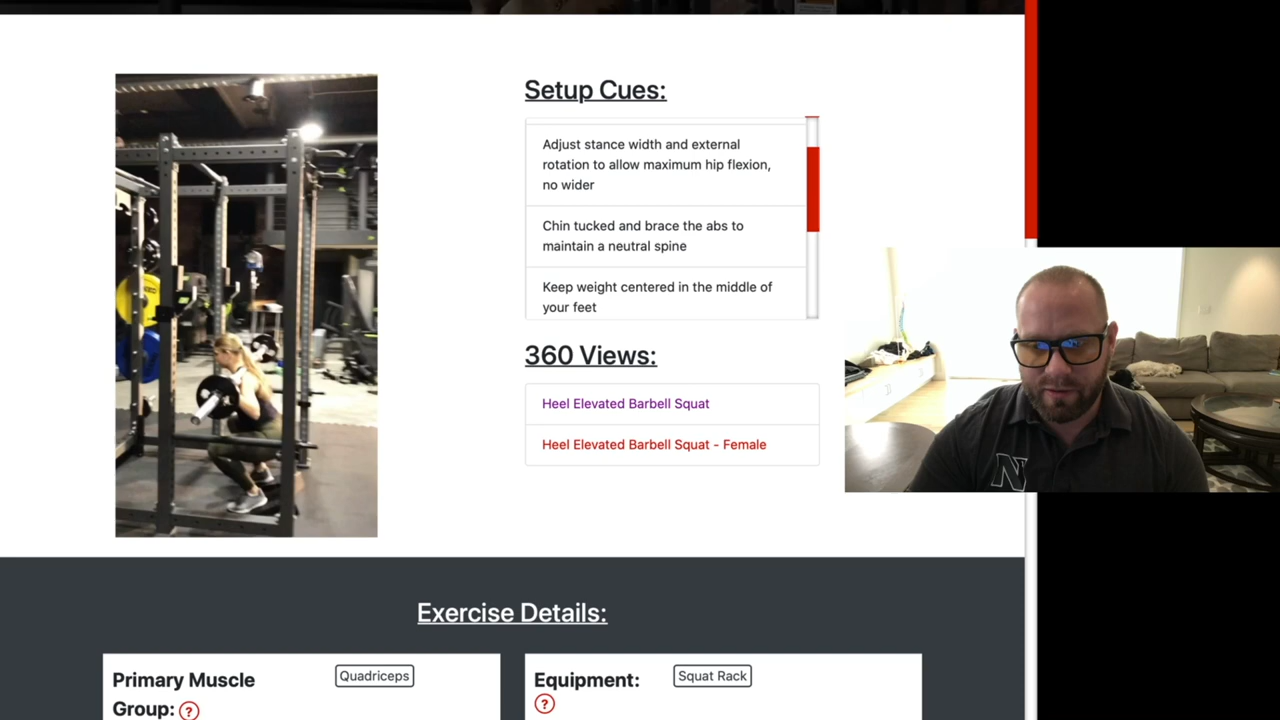 Setup Cues:
Adjust stance width and external
rotation to allow maximum hip flexion,
no wider
Chin tucked and brace the abs to
maintain a neutral spine
Keep weight centered in the middle of
your feet
360 Views:
Heel Elevated Barbell Squat
Heel Elevated Barbell Squat - Female
N
Exercise Details:
Primary Muscle
Group: ?
Quadriceps
Equipment:
?
Squat Rack